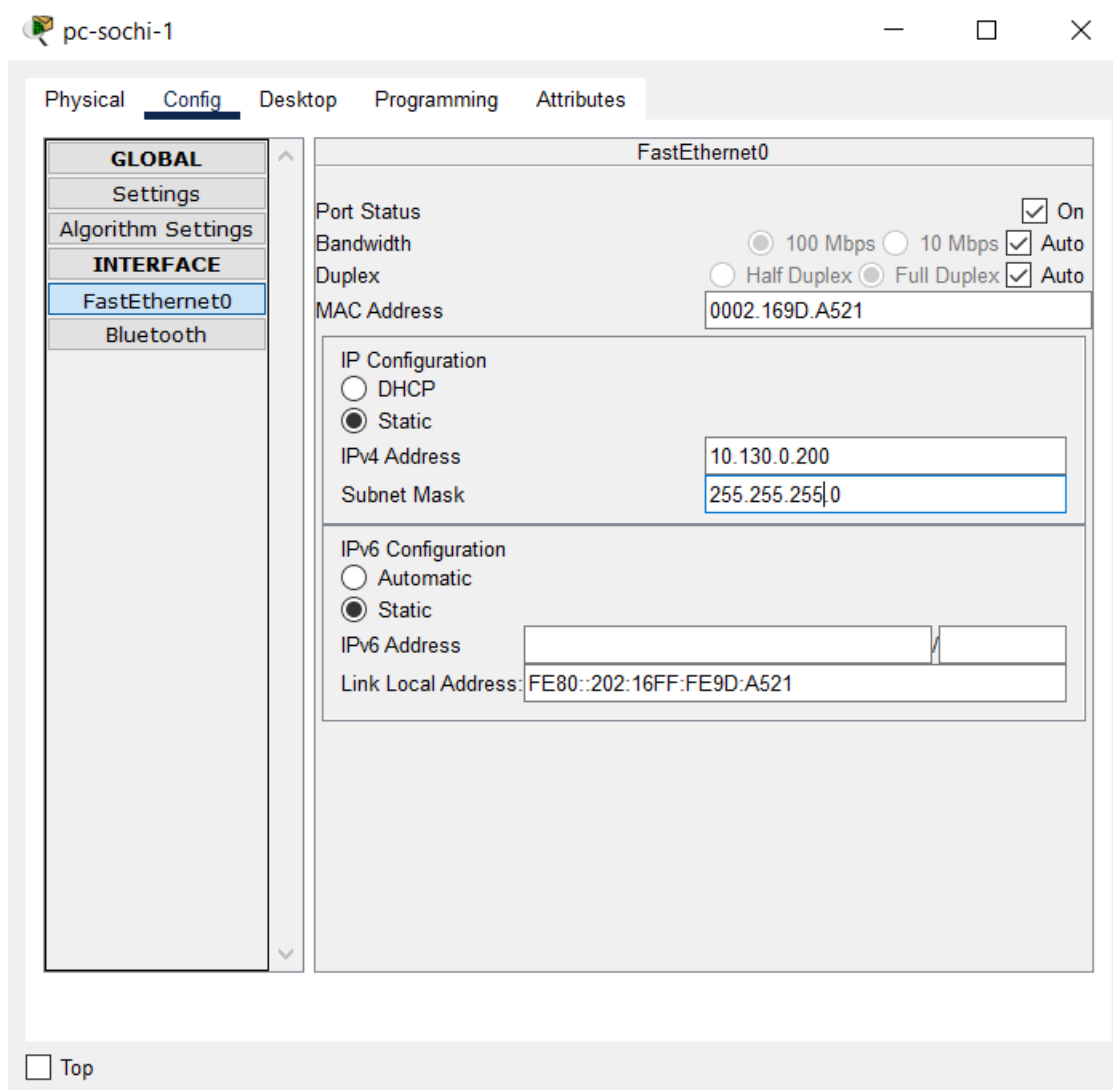 pc-sochi-1
Physical Config Desktop Programming Attributes
GLOBAL
Settings
Algorithm Settings
INTERFACE
FastEthernet0
Bluetooth
FastEthernet0
Port Status On
Bandwidth 100 Mbps 10 Mbps Auto
Duplex Half Duplex Full Duplex Auto
MAC Address 0002.169D.A521
IP Configuration
DHCP
Static
IPv4 Address 10.130.0.200
Subnet Mask 255.255.255.0
IPv6 Configuration
Automatic
Static
IPv6 Address /
Link Local Address: FE80::202:16FF:FE9D:A521
Top